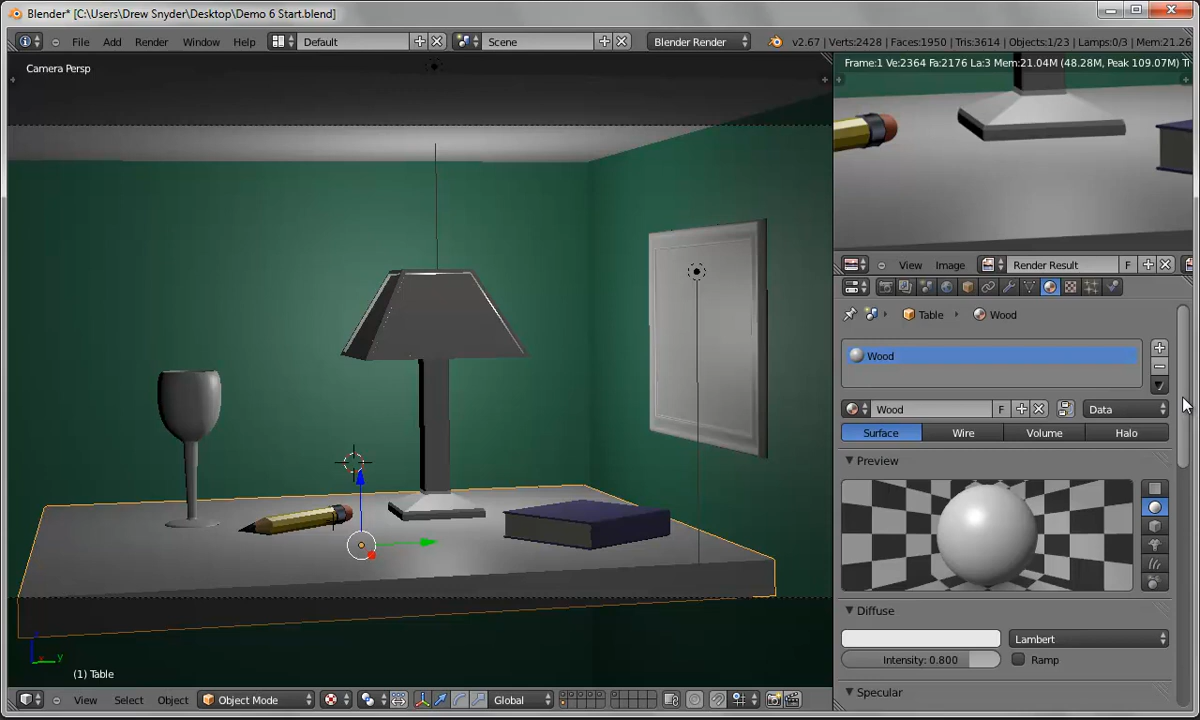 Blender* [C:\Users\Drew Snyder\Desktop\Demo 6 Start.blend]
File Add Render Window Help Default Scene Blender Render v2.67 | Verts:2428 | Faces:1950 | Tris:3614 | Objects:1/23 | Lamps:0/3 | Mem:21.26
Camera Persp
Frame:1 Ve:2364 Fa:2176 La:3 Mem:21.04M (48.28M, Peak 109.07M) Ti
View Image Render Result F
Table Wood
Wood
Wood F Data
Surface Wire Volume Halo
Preview
Diffuse
Lambert
Intensity: 0.800 Ramp
Specular
z
y
(1) Table
View Select Object Object Mode Global